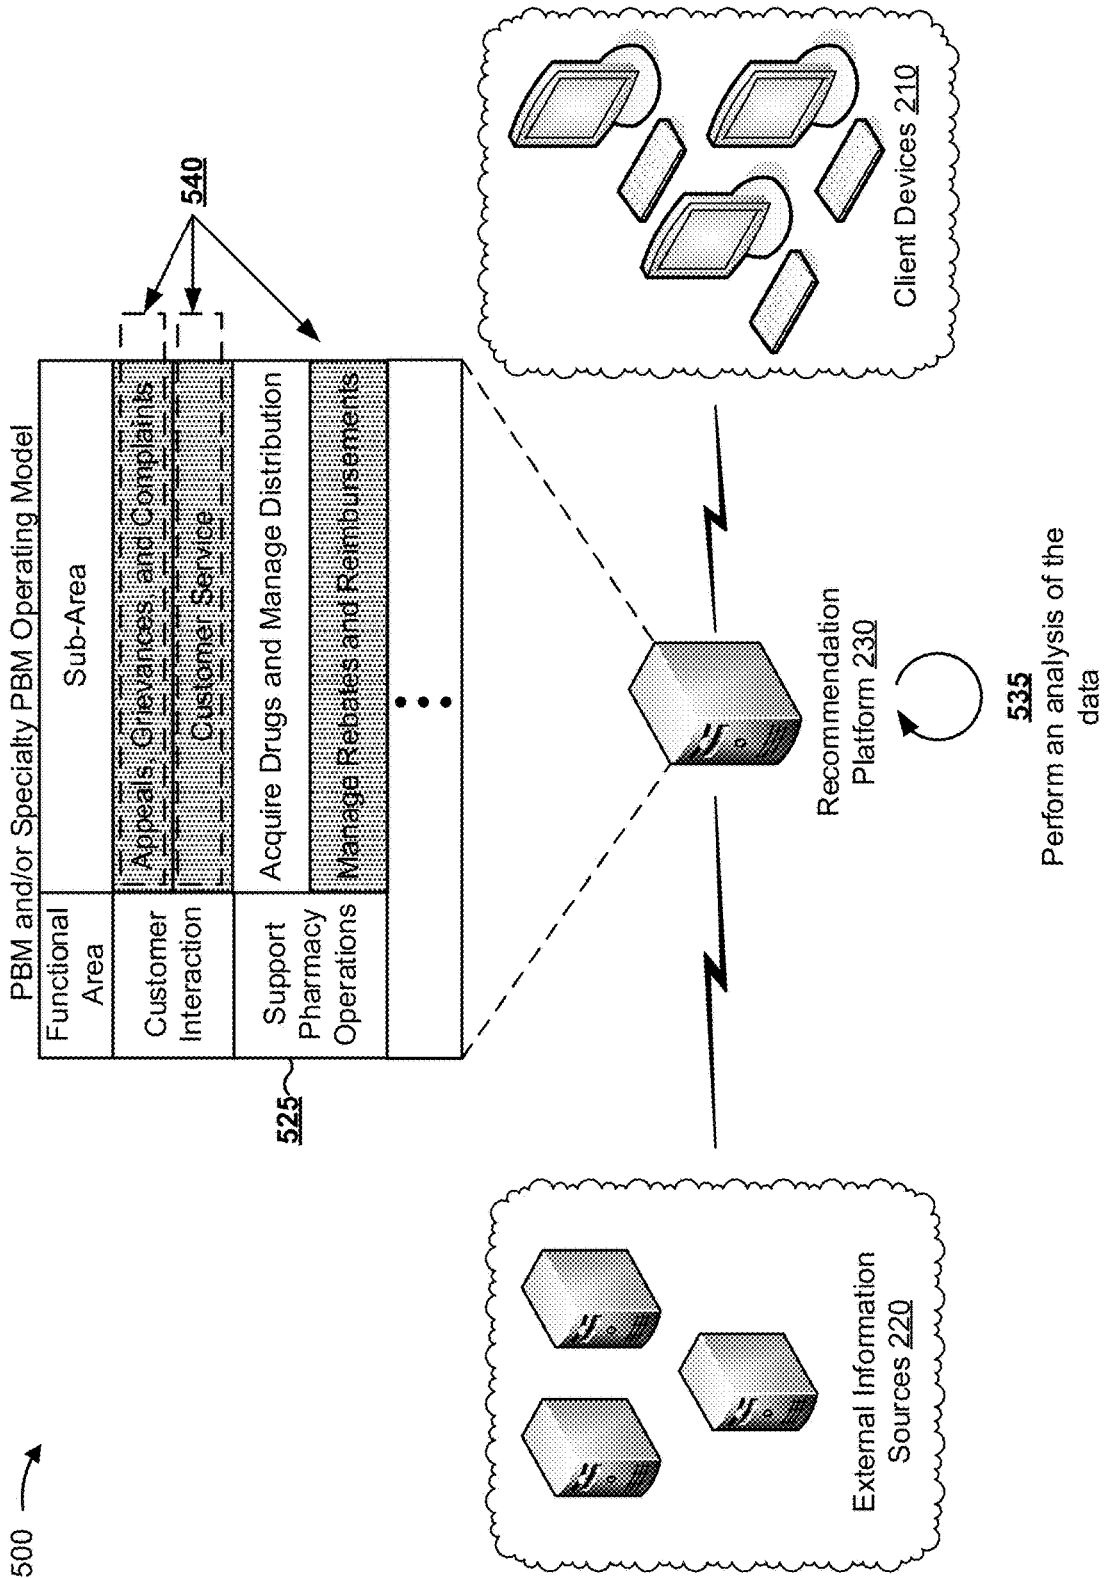 500
PBM and/or Specialty PBM Operating Model
Functional
Area
Sub-Area
Customer
Interaction
Appeals, Grievances, and Complaints
Customer Service
Support
Pharmacy
Operations
Acquire Drugs and Manage Distribution
Manage Rebates and Reimbursements
525
540
External Information
Sources 220
Recommendation
Platform 230
Client Devices 210
535
Perform an analysis of the
data